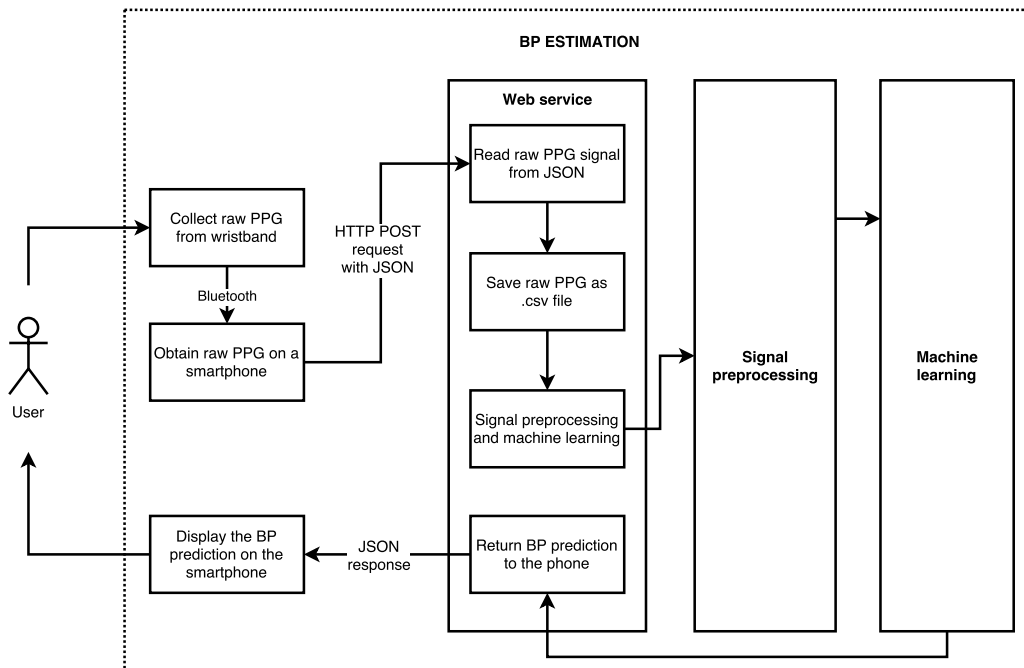 BP ESTIMATION
Web service
Read raw PPG signal
from JSON
Collect raw PPG
from wristband
HTTP POST
request
with JSON
Bluetooth
Save raw PPG as
.csv file
Obtain raw PPG on a
smartphone
Signal
preprocessing
Machine
learning
User
Signal preprocessing
and machine learning
Display the BP
prediction on the
smartphone
JSON
response
Return BP prediction
to the phone